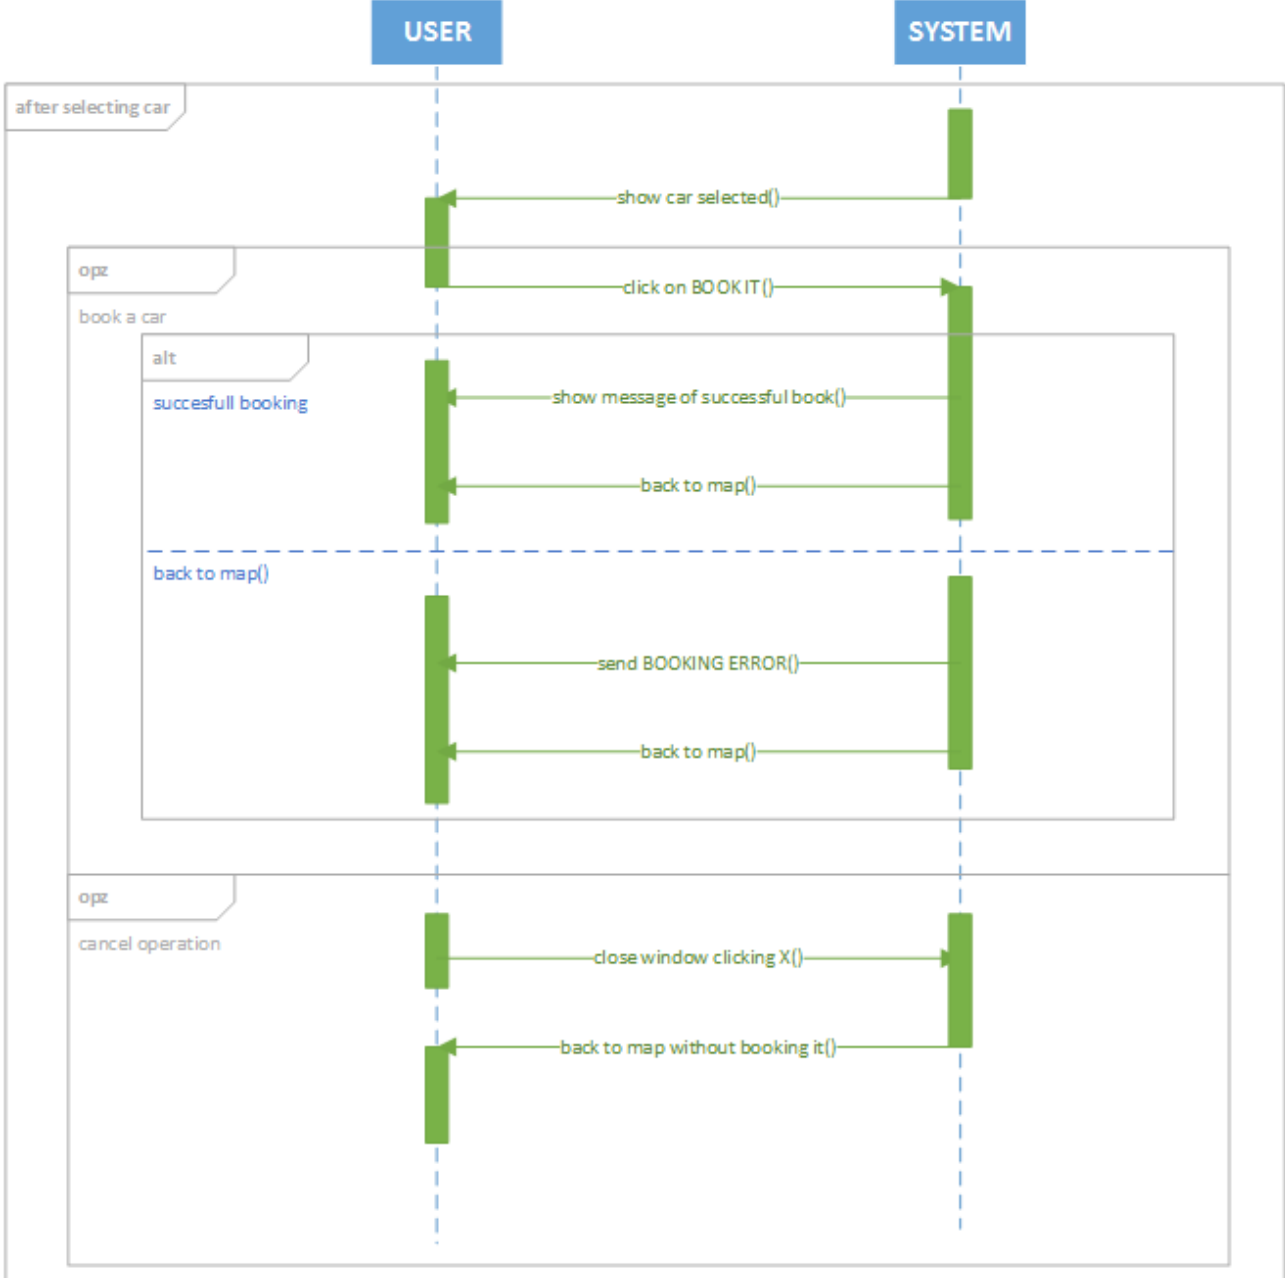 USER
SYSTEM
after selecting car
show car selected()
opz
click on BOOK IT()
book a car
alt
show message of successful book()
succesfull booking
back to map()
back to map()
send BOOKING ERROR()
back to map()
opz
cancel operation
close window clicking X()
back to map without booking it()